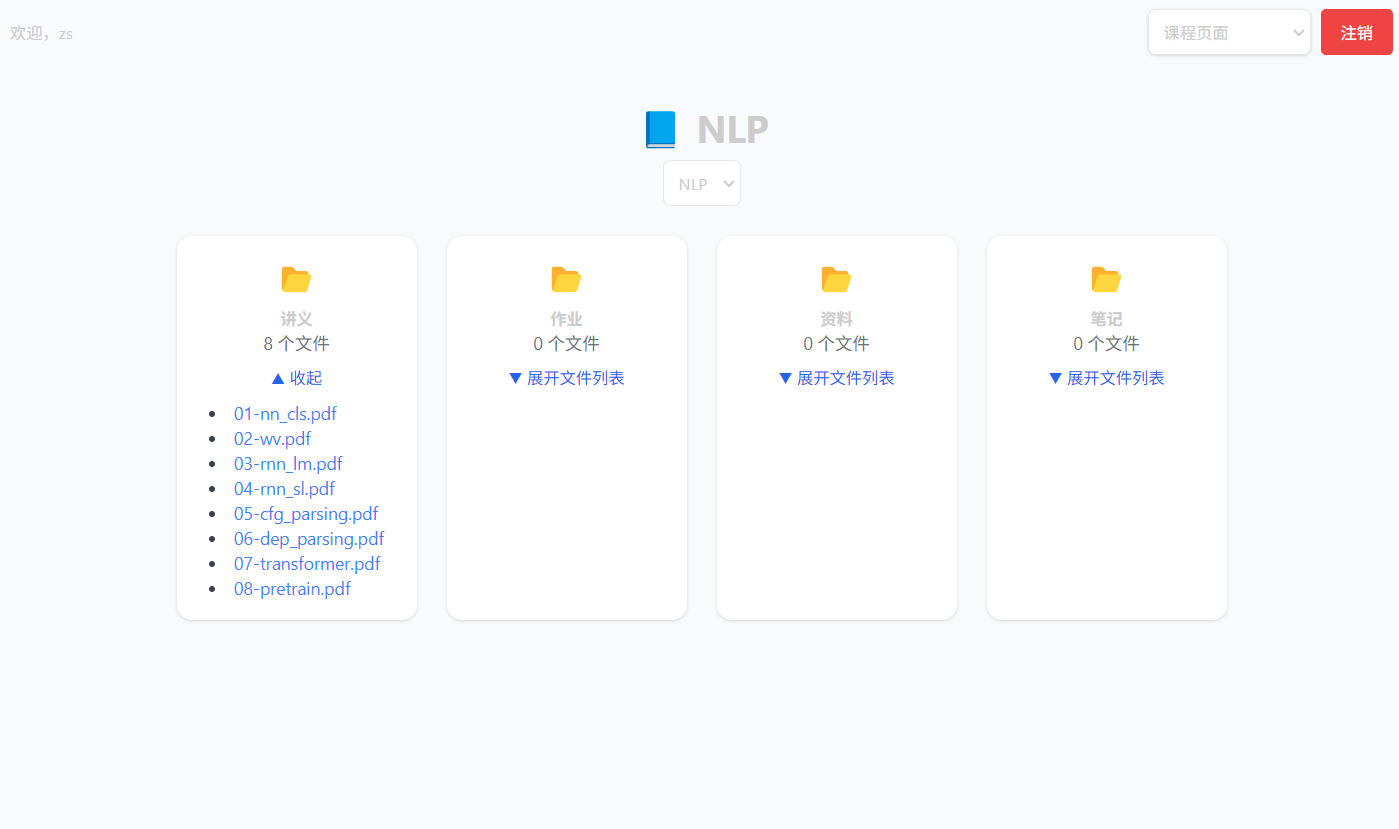 欢迎，zs
课程页面
注销
NLP
NLP
讲义
8 个文件
▲ 收起
01-nn_cls.pdf
02-wv.pdf
03-rnn_lm.pdf
04-rnn_sl.pdf
05-cfg_parsing.pdf
06-dep_parsing.pdf
07-transformer.pdf
08-pretrain.pdf
作业
0 个文件
▼ 展开文件列表
资料
0 个文件
▼ 展开文件列表
笔记
0 个文件
▼ 展开文件列表